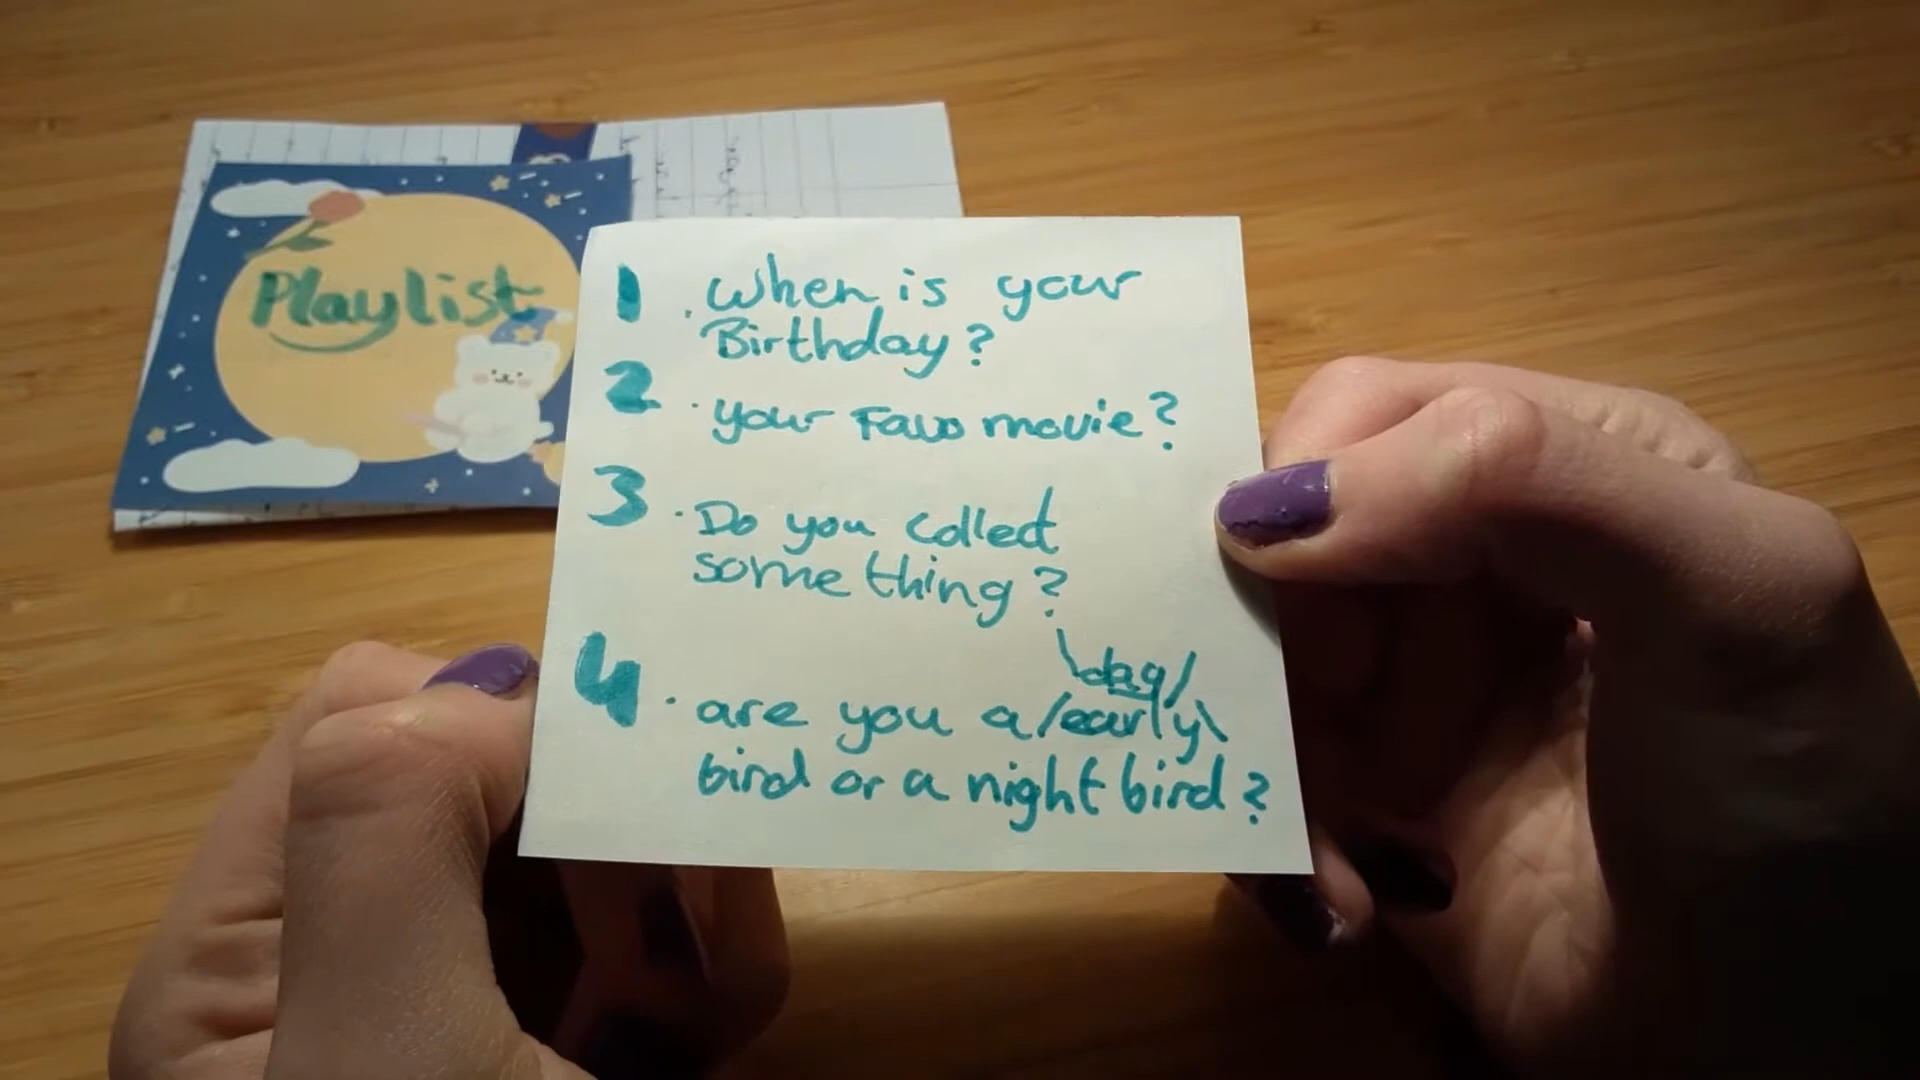 Playlist
1 . When is your
Birthday?
2 . your Favo movie?
3 . Do you collect
something?
\dag/
4 . are you a /early\
bird or a night bird?